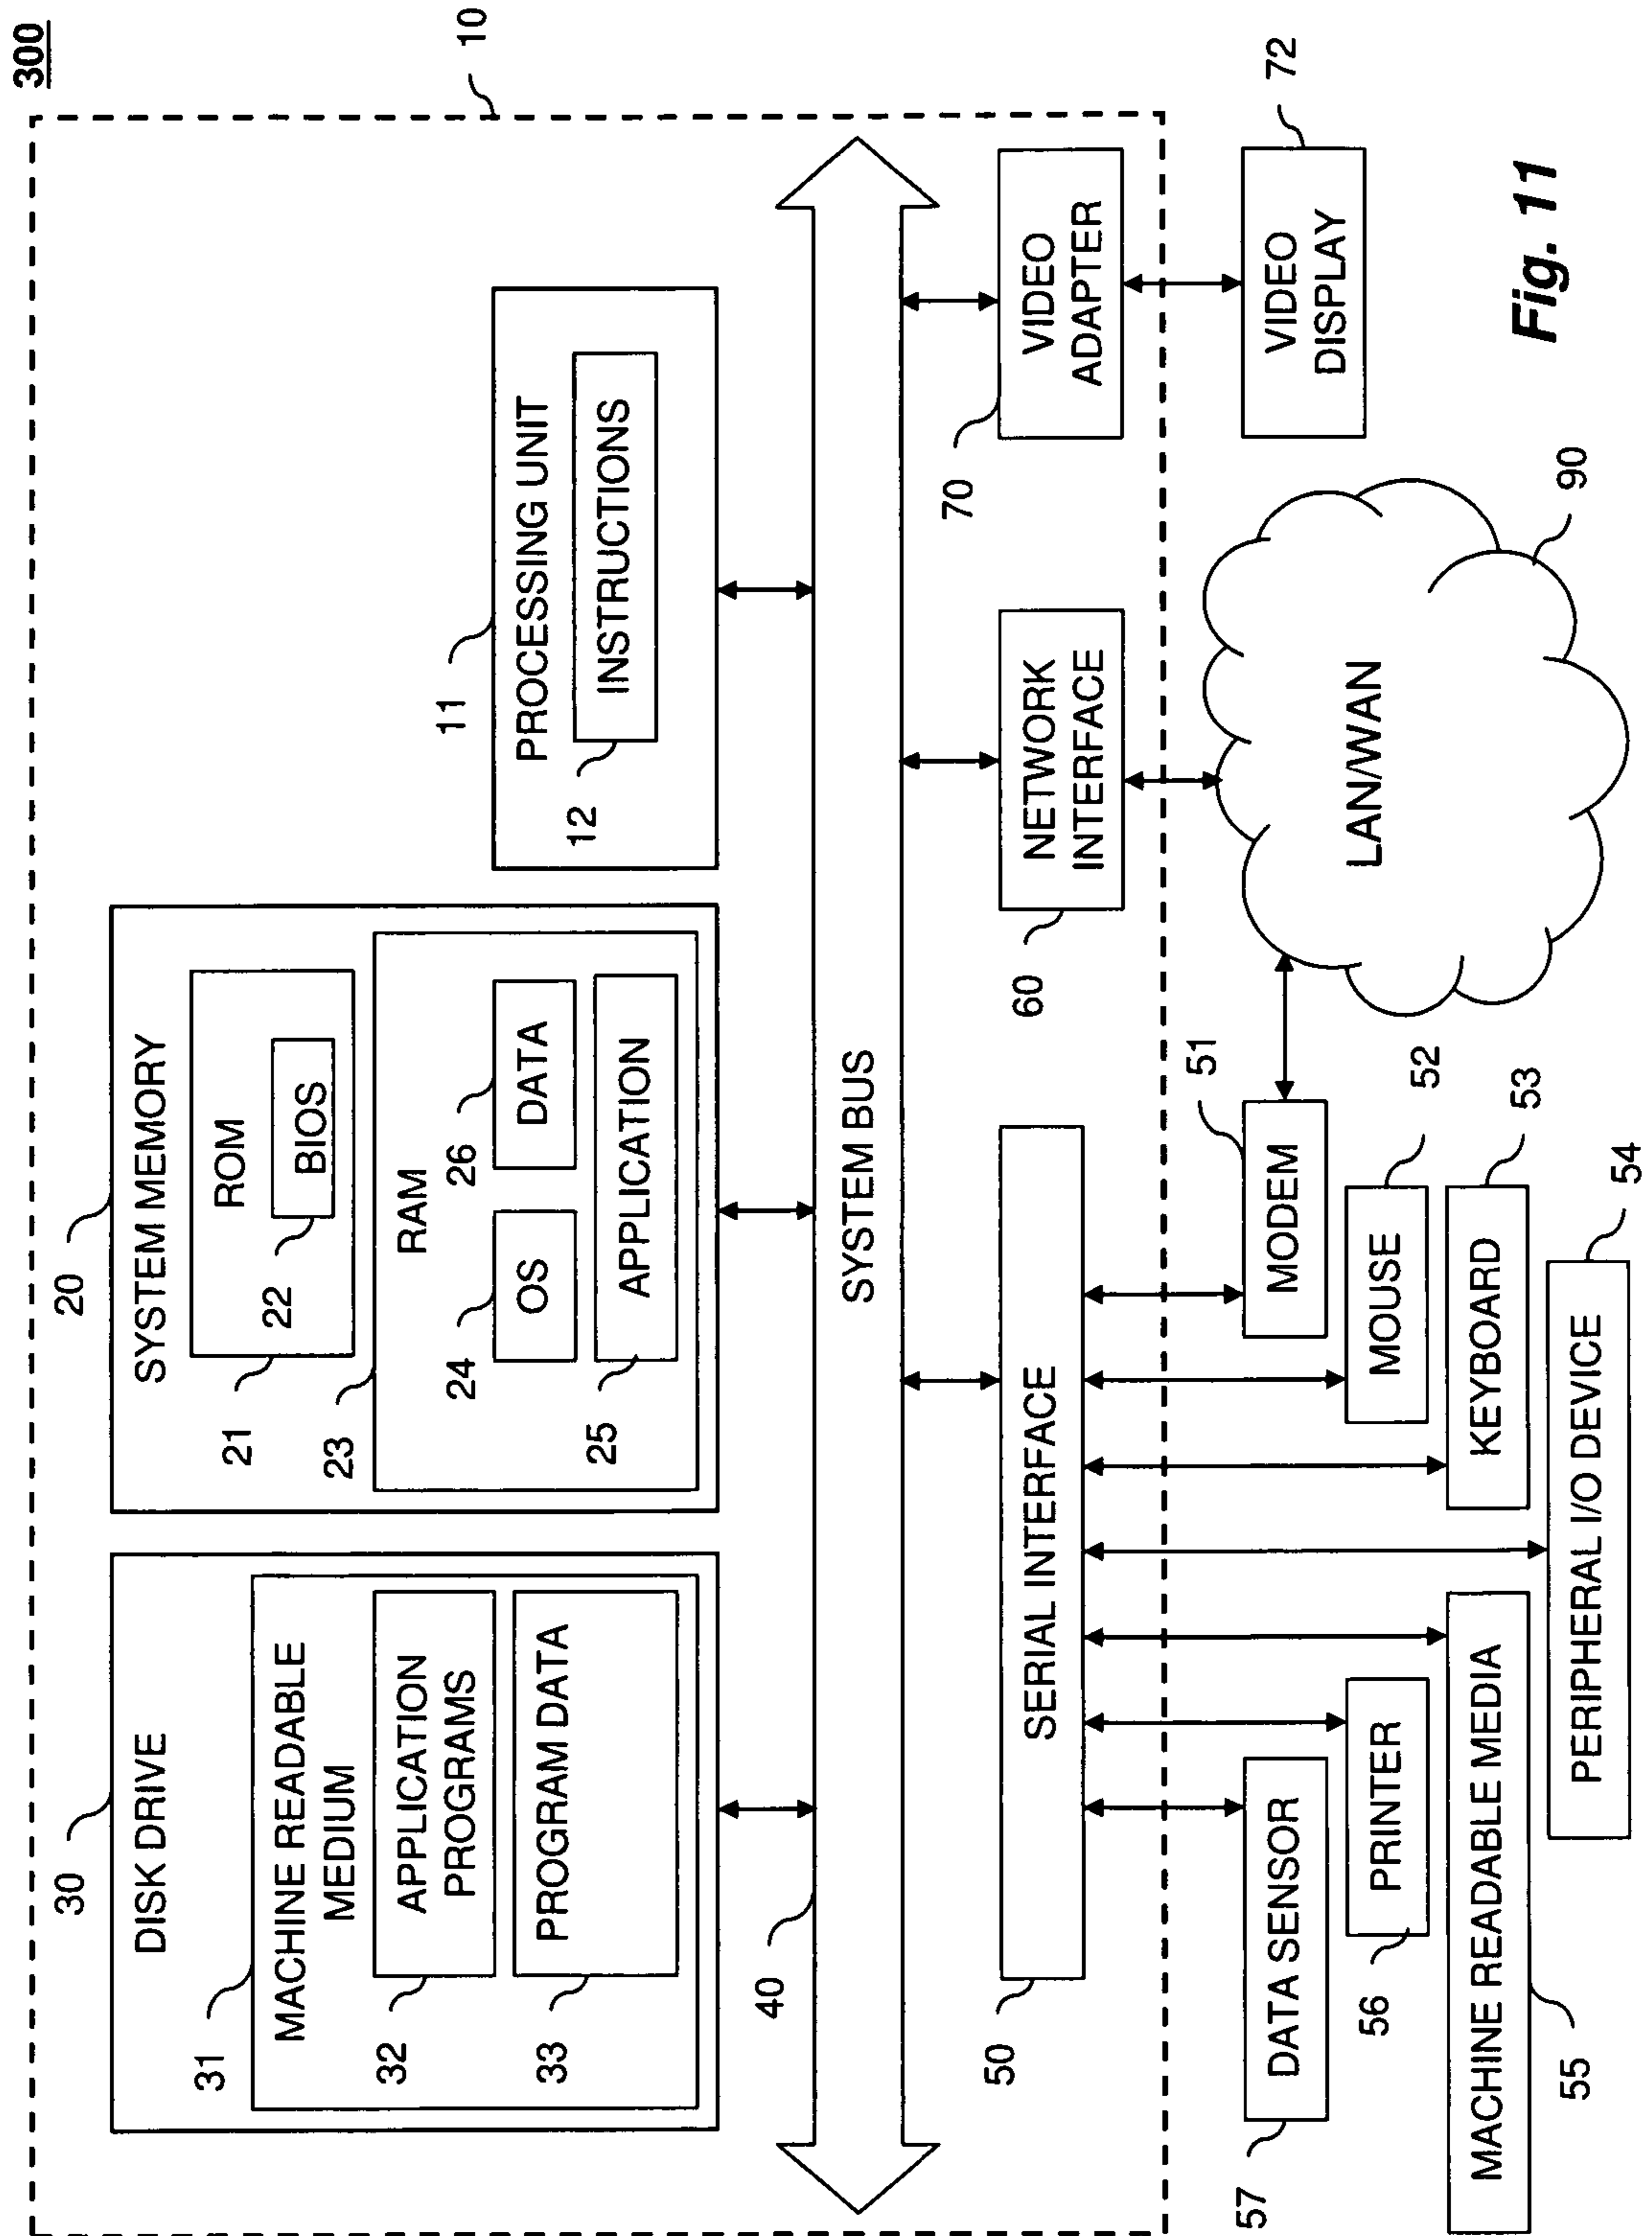 300
10
30
DISK DRIVE
31
MACHINE READABLE
MEDIUM
32
APPLICATION
PROGRAMS
33
PROGRAM DATA
20
SYSTEM MEMORY
21
ROM
22
BIOS
23
RAM
24
OS
26
DATA
25
APPLICATION
11
PROCESSING UNIT
12
INSTRUCTIONS
40
SYSTEM BUS
50
SERIAL INTERFACE
60
NETWORK
INTERFACE
70
VIDEO
ADAPTER
57
DATA SENSOR
56
PRINTER
55
MACHINE READABLE MEDIA
54
PERIPHERAL I/O DEVICE
53
KEYBOARD
52
MOUSE
51
MODEM
LAN/WAN
90
72
VIDEO
DISPLAY
Fig. 11